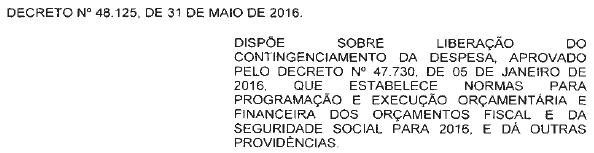 DECRETO Nº 48.125, DE 31 DE MAIO DE 2016.
DISPÕE SOBRE LIBERAÇÃO DO
CONTINGENCIAMENTO DA DESPESA, APROVADO
PELO DECRETO Nº 47.730, DE 05 DE JANEIRO DE
2016, QUE ESTABELECE NORMAS PARA
PROGRAMAÇÃO E EXECUÇÃO ORÇAMENTÁRIA E
FINANCEIRA DOS ORÇAMENTOS FISCAL E DA
SEGURIDADE SOCIAL PARA 2016, E DÁ OUTRAS
PROVIDÊNCIAS.